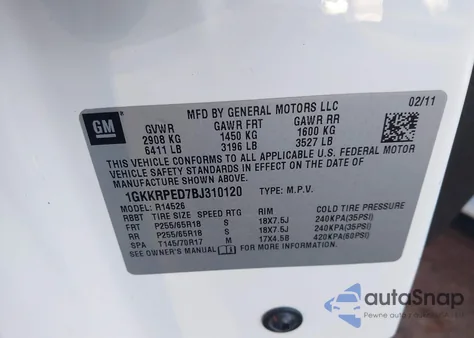 MFD BY GENERAL MOTORS LLC 02/11
GM
GVWR GAWR FRT GAWR RR
2908 KG 1450 KG 1600 KG
6411 LB 3196 LB 3527 LB
THIS VEHICLE CONFORMS TO ALL APPLICABLE U.S. FEDERAL MOTOR
VEHICLE SAFETY STANDARDS IN EFFECT ON THE DATE OF
MANUFACTURE SHOWN ABOVE.
1GKKRPED7BJ310120 TYPE: M.P.V.
MODEL: R14526
RBBT TIRE SIZE SPEED RTG RIM COLD TIRE PRESSURE
FRT P255/65R18 S 18X7.5J 240KPA(35PSI)
RR P255/65R18 S 18X7.5J 240KPA(35PSI)
SPA T145/70R17 M 17X4.5B 420KPA(60PSI)
SEE OWNER'S MANUAL FOR ADDITIONAL INFORMATION.
autoSnap
Pewne auto